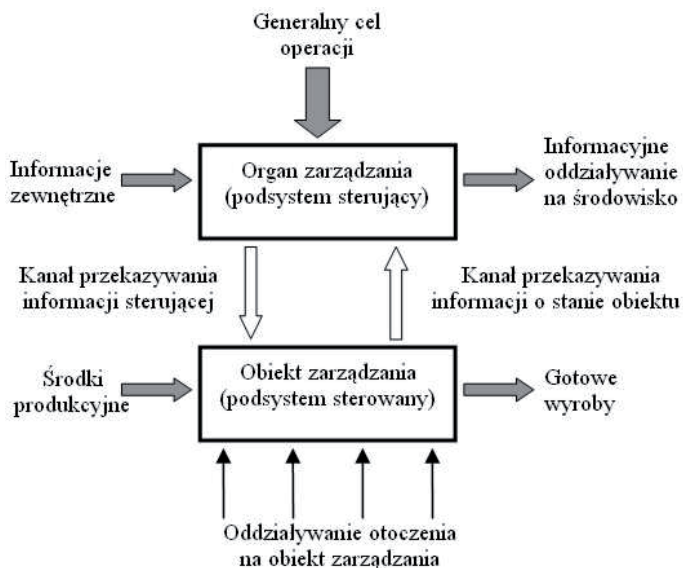 Generalny cel
operacji
Informacje
zewnętrzne
Organ zarządzania
(podsystem sterujący)
Informacyjne
oddziaływanie
na środowisko
Kanał przekazywania
informacji sterującej
Kanał przekazywania
informacji o stanie obiektu
Środki
produkcyjne
Obiekt zarządzania
(podsystem sterowany)
Gotowe
wyroby
Oddziaływanie otoczenia
na obiekt zarządzania